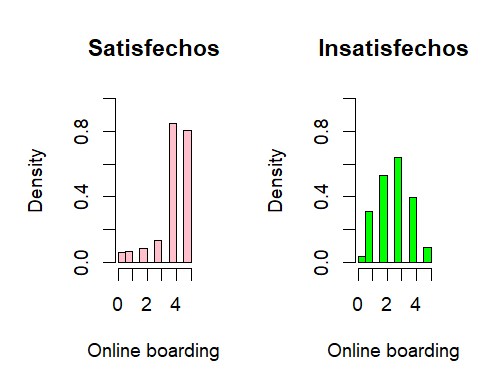 Satisfechos
Density
0.0 0.4 0.8
0 2 4
Online boarding
Insatisfechos
Density
0.0 0.4 0.8
0 2 4
Online boarding